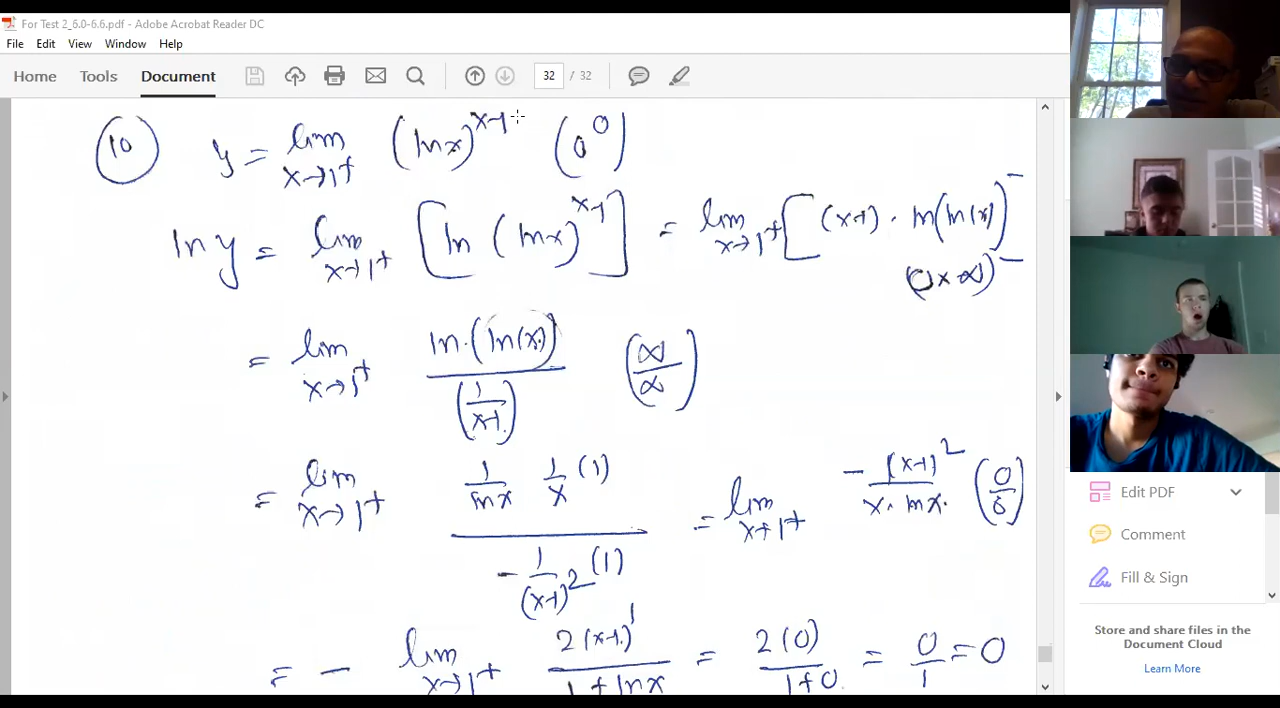 For Test 2_6.0-6.6.pdf - Adobe Acrobat Reader DC
File Edit View Window Help
Home Tools Document 32 / 32
10 y = lim x→1⁺ (ln x)^(x-1) (0^0)
ln y = lim x→1⁺ [ln (ln x)^(x-1)] = lim x→1⁺ [(x-1) · ln(ln x)]
(0 × ∞)
= lim x→1⁺ ln (ln(x)) / (1/(x-1)) (∞/∞)
= lim x→1⁺ (1/ln x · 1/x (1)) / (- 1/(x-1)² (1)) = lim x→1⁺ - (x-1)² / (x · ln x) (0/0)
= - lim x→1⁺ 2(x-1)¹ / (1 + ln x) = 2(0) / (1+0) = 0/1 = 0
Edit PDF
Comment
Fill & Sign
Store and share files in the
Document Cloud
Learn More